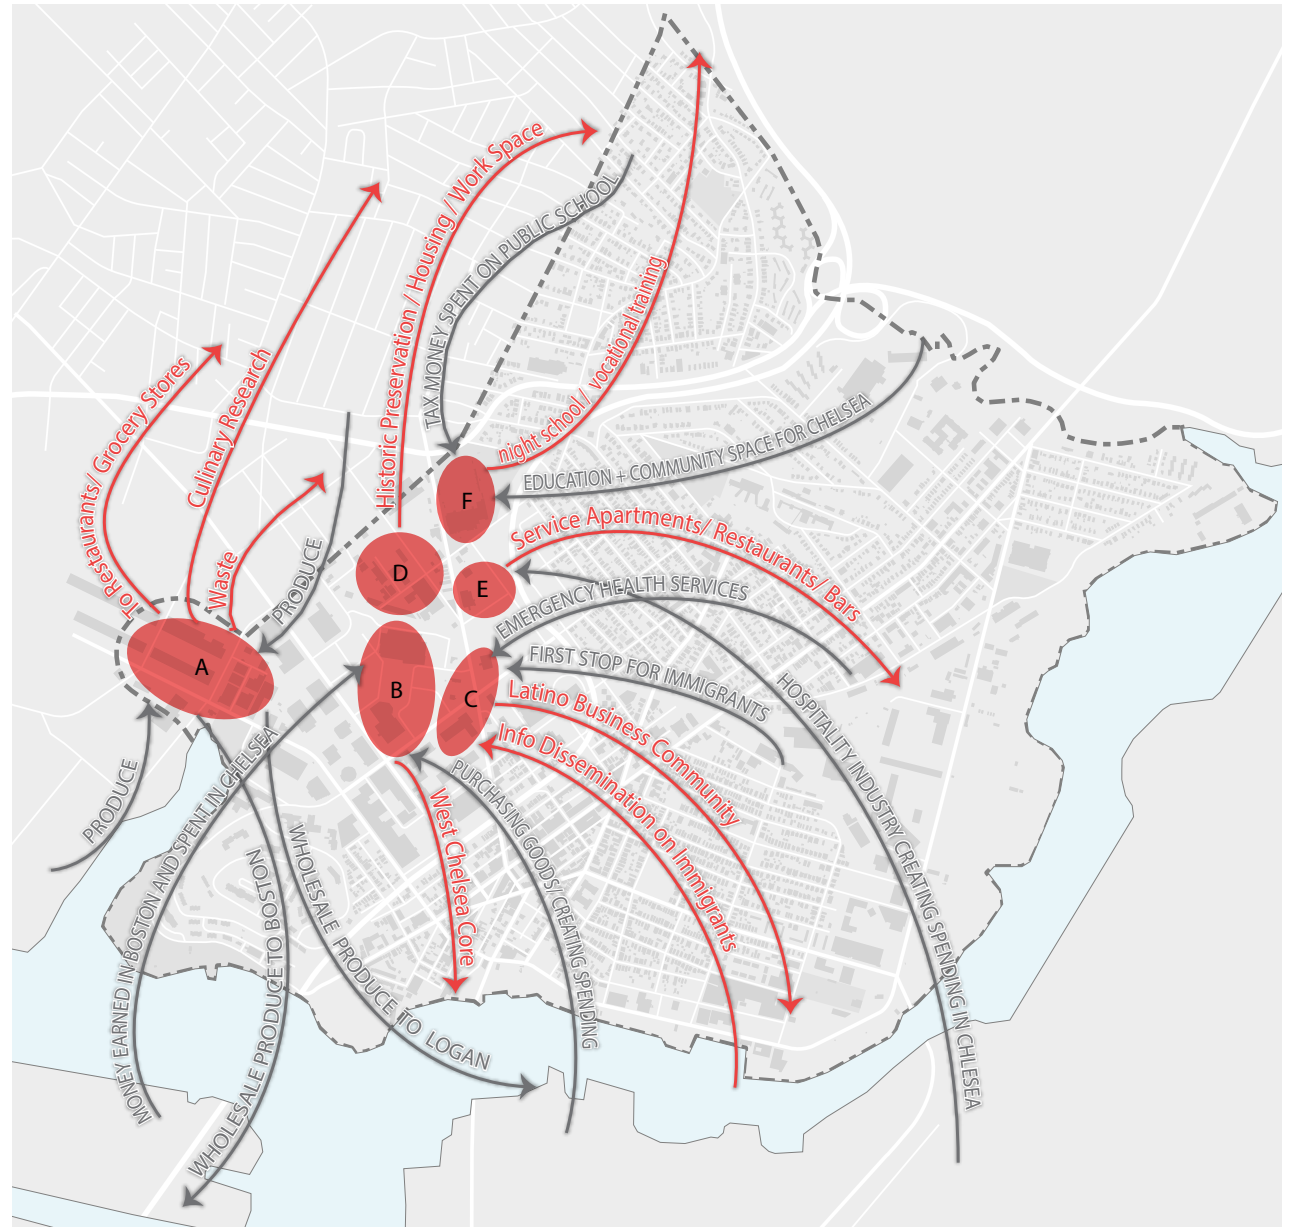 Historic Preservation / Housing / Work Space
TAX MONEY SPENT ON PUBLIC SCHOOL
night school / vocational training
To Restaurants/ Grocery Stores
Culinary Research
Waste
PRODUCE
EDUCATION + COMMUNITY SPACE FOR CHELSEA
F
Service Apartments/ Restaurants/ Bars
D
E
EMERGENCY HEALTH SERVICES
A
FIRST STOP FOR IMMIGRANTS
B
C
Latino Business Community
HOSPITALITY INDUSTRY CREATING SPENDING IN CHLESEA
Info Dissemination on Immigrants
PRODUCE
PURCHASING GOODS/ CREATING SPENDING
West Chelsea Core
MONEY EARNED IN BOSTON AND SPENT IN CHELSEA
WHOLESALE PRODUCE TO BOSTON
WHOLESALE PRODUCE TO LOGAN